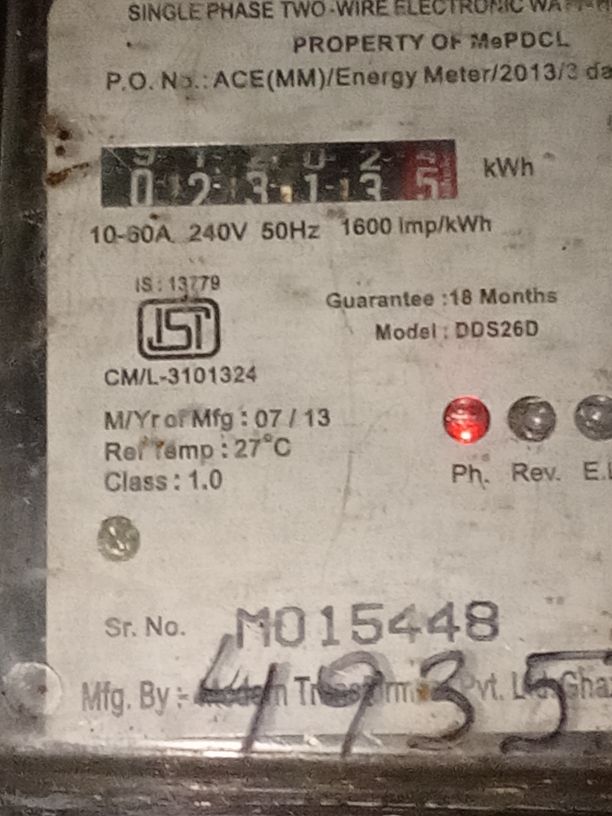 SINGLE PHASE TWO-WIRE ELECTRONIC
PROPERTY OF MePDCL
P.O. No.: ACE(MM)/Energy Meter/2013/3
0 2 3 1 3 5 kWh
10-60A 240V 50Hz 1600 Imp/kWh
IS : 13779
Guarantee :18 Months
Model : DDS26D
CM/L-3101324
M/Yr of Mfg : 07 / 13
Ref Temp : 27°C
Class : 1.0
Ph. Rev.
Sr. No. M015448
4935
Mfg. By :- Modern Pvt.